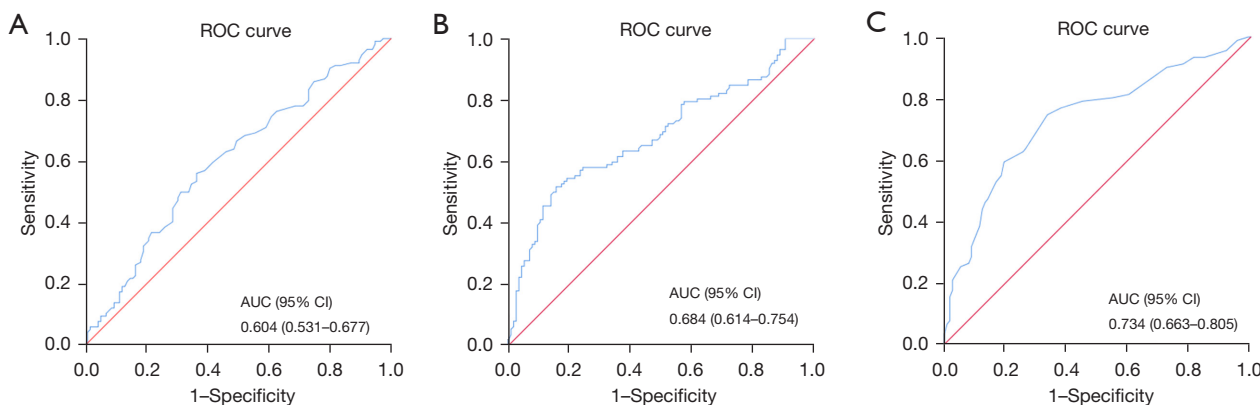 A
ROC curve
1.0
0.8
0.6
0.4
0.2
0.0
Sensitivity
AUC (95% CI)
0.604 (0.531–0.677)
0.0 0.2 0.4 0.6 0.8 1.0
1–Specificity
B
ROC curve
1.0
0.8
0.6
0.4
0.2
0.0
Sensitivity
AUC (95% CI)
0.684 (0.614–0.754)
0.0 0.2 0.4 0.6 0.8 1.0
1–Specificity
C
ROC curve
1.0
0.8
0.6
0.4
0.2
0.0
Sensitivity
AUC (95% CI)
0.734 (0.663–0.805)
0.0 0.2 0.4 0.6 0.8 1.0
1–Specificity